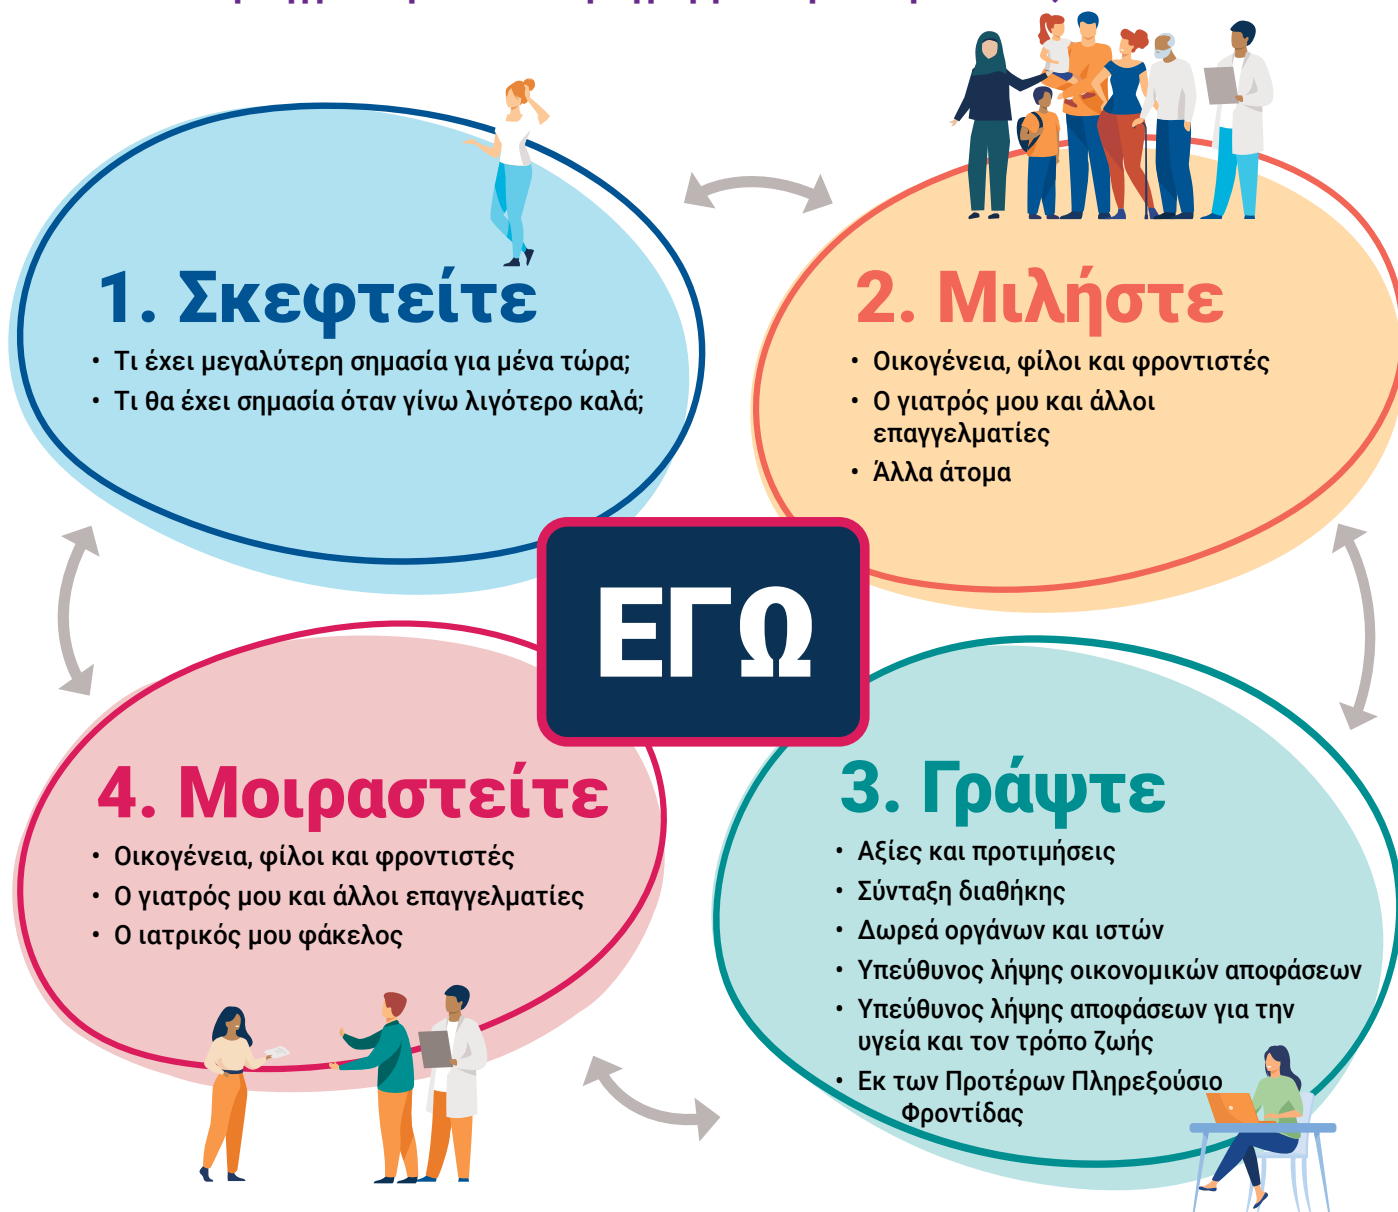 1. Σκεφτείτε
• Τι έχει μεγαλύτερη σημασία για μένα τώρα;
• Τι θα έχει σημασία όταν γίνω λιγότερο καλά;
2. Μιλήστε
• Οικογένεια, φίλοι και φροντιστές
• Ο γιατρός μου και άλλοι
επαγγελματίες
• Άλλα άτομα
ΕΓΩ
3. Γράψτε
• Αξίες και προτιμήσεις
• Σύνταξη διαθήκης
• Δωρεά οργάνων και ιστών
• Υπεύθυνος λήψης οικονομικών αποφάσεων
• Υπεύθυνος λήψης αποφάσεων για την
υγεία και τον τρόπο ζωής
• Εκ των Προτέρων Πληρεξούσιο
Φροντίδας
4. Μοιραστείτε
• Οικογένεια, φίλοι και φροντιστές
• Ο γιατρός μου και άλλοι επαγγελματίες
• Ο ιατρικός μου φάκελος